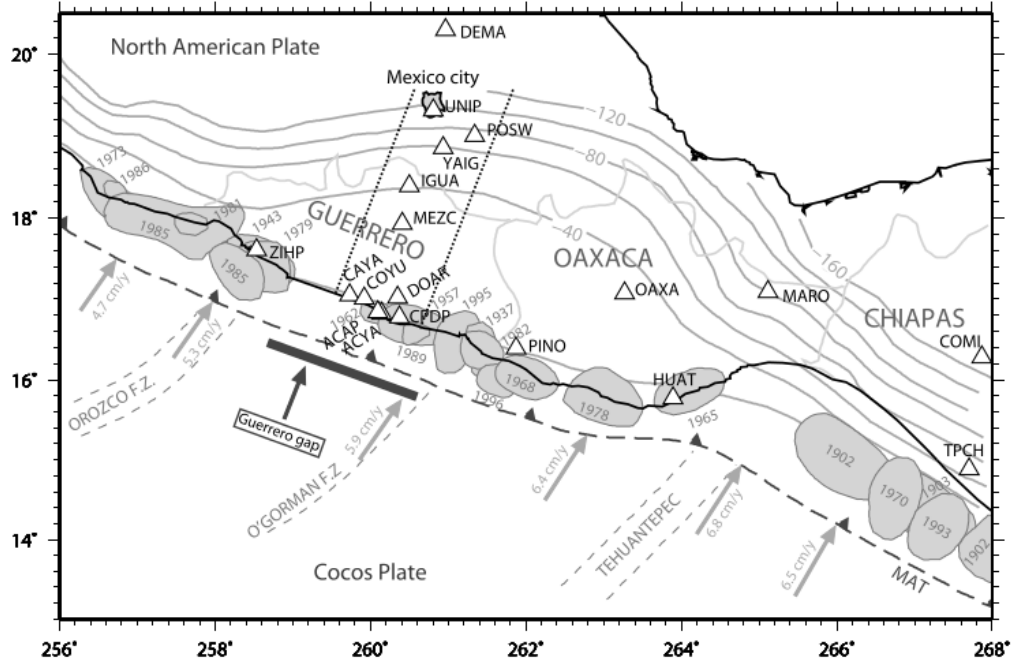 20°
18°
16°
14°
256°
258°
260°
262°
264°
266°
268°
North American Plate
DEMA
Mexico city
UNIP
POSW
YAIG
IGUA
MEZC
GUERRERO
-120
-80
-40
-160
1973
1986
1981
1985
1943
1979
1985
ZIHP
CAYA
COYU
DOAR
OAXACA
OAXA
MARO
CHIAPAS
COMI
1962
ACAP
ACYA
CPDP
1957
1995
1937
1982
PINO
1989
1996
1968
1978
HUAT
1965
1902
1970
1903
1993
1902
TPCH
4.7 cm/y
5.3 cm/y
5.9 cm/y
6.4 cm/y
6.8 cm/y
6.5 cm/y
OROZCO F.Z.
Guerrero gap
O'GORMAN F.Z
TEHUANTEPEC
MAT
Cocos Plate